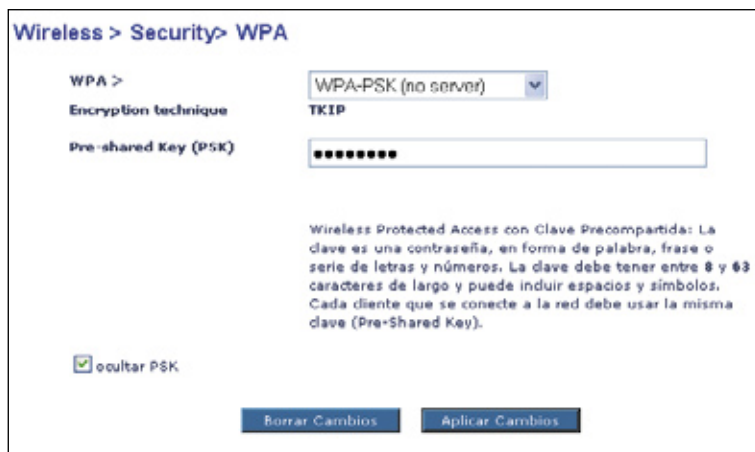 Wireless > Security> WPA
WPA >
WPA-PSK (no server)
Encryption technique
TKIP
Pre-shared Key (PSK)
••••••••
Wireless Protected Access con Clave Precompartida: La
clave es una contraseña, en forma de palabra, frase o
serie de letras y números. La clave debe tener entre 8 y 63
caracteres de largo y puede incluir espacios y símbolos.
Cada cliente que se conecte a la red debe usar la misma
clave (Pre-Shared Key).
ocultar PSK
Borrar Cambios
Aplicar Cambios